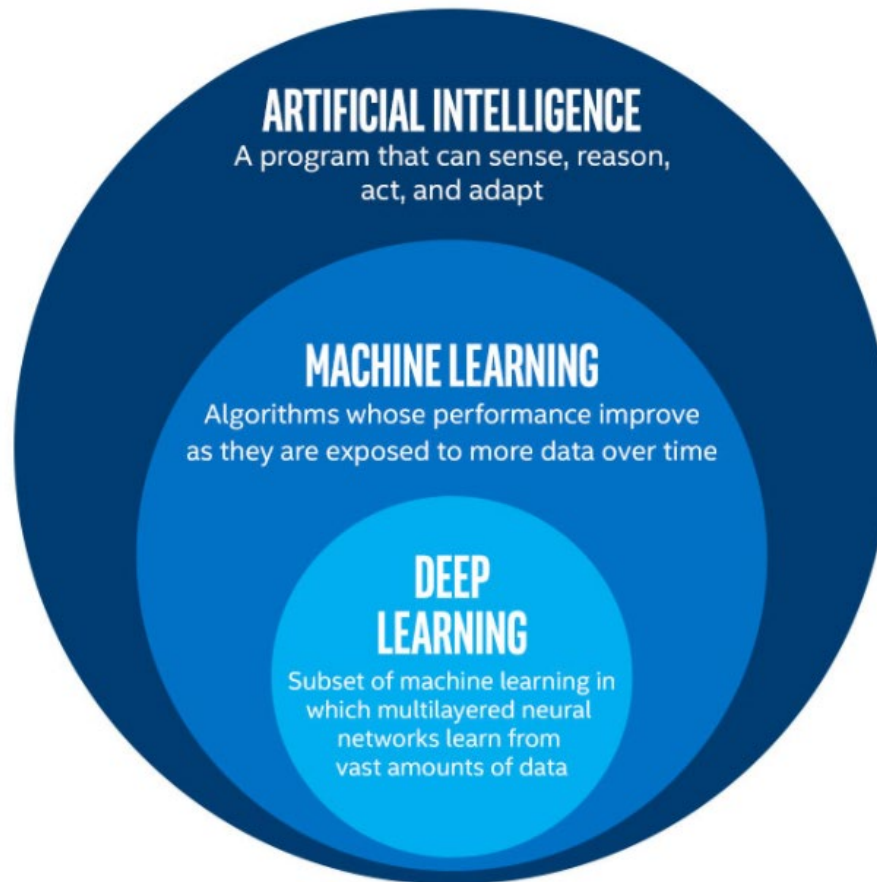 ARTIFICIAL INTELLIGENCE
A program that can sense, reason,
act, and adapt
MACHINE LEARNING
Algorithms whose performance improve
as they are exposed to more data over time
DEEP
LEARNING
Subset of machine learning in
which multilayered neural
networks learn from
vast amounts of data